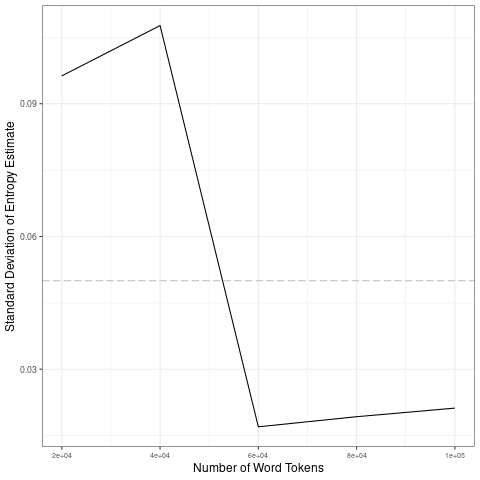 Standard Deviation of Entropy Estimate
0.09
0.06
0.03
2e+04 4e+04 6e+04 8e+04 1e+05
Number of Word Tokens